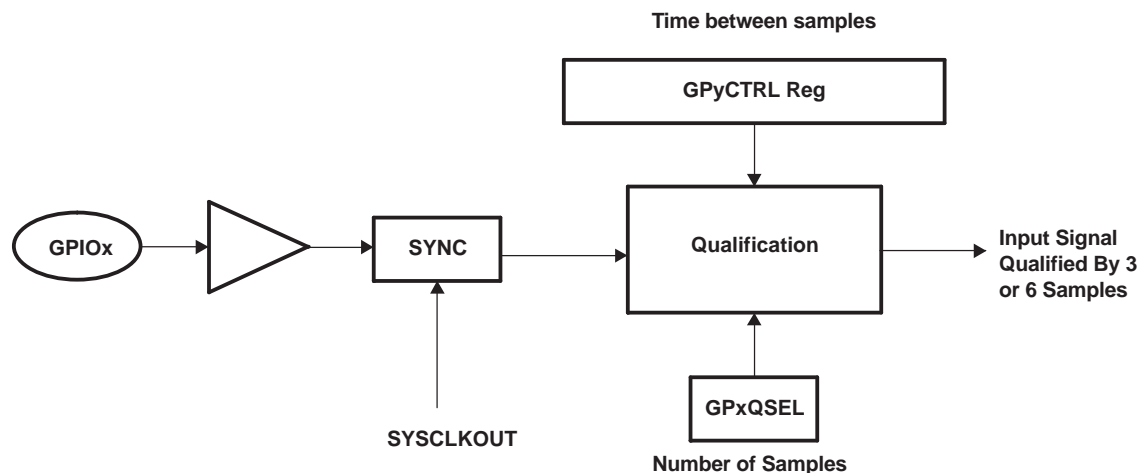 Time between samples
GPyCTRL Reg
GPIOx
SYNC
Qualification
Input Signal
Qualified By 3
or 6 Samples
GPxQSEL
SYSCLKOUT
Number of Samples